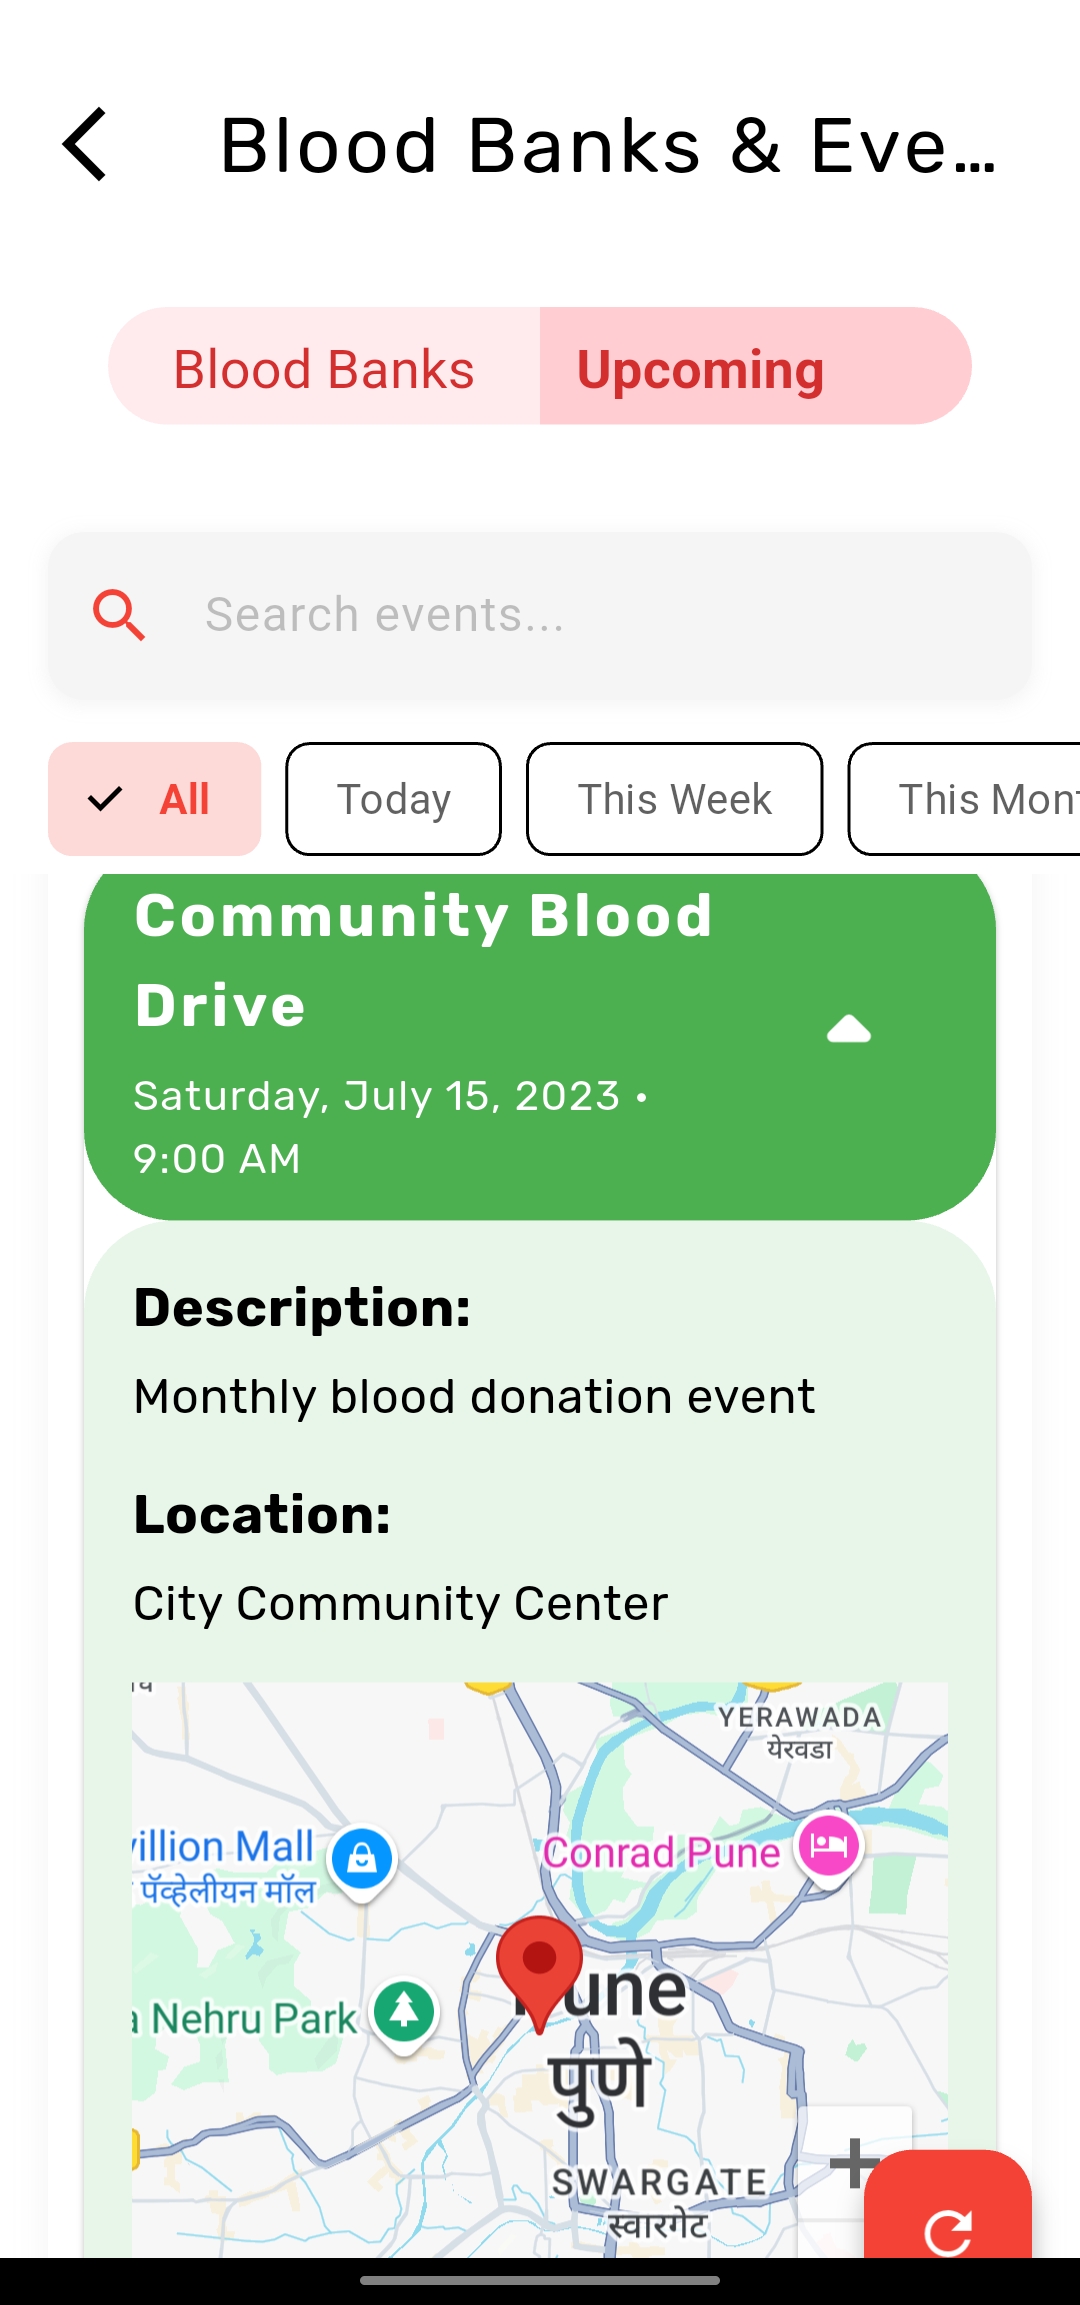 Blood Banks & Eve...
Blood Banks
Upcoming
Search events...
All
Today
This Week
This Mont
Community Blood
Drive
Saturday, July 15, 2023 •
9:00 AM
Description:
Monthly blood donation event
Location:
City Community Center
YERAWADA
येरवडा
villion Mall
पॅव्हेलीयन मॉल
Conrad Pune
a Nehru Park
Pune
पुणे
SWARGATE
स्वारगेट